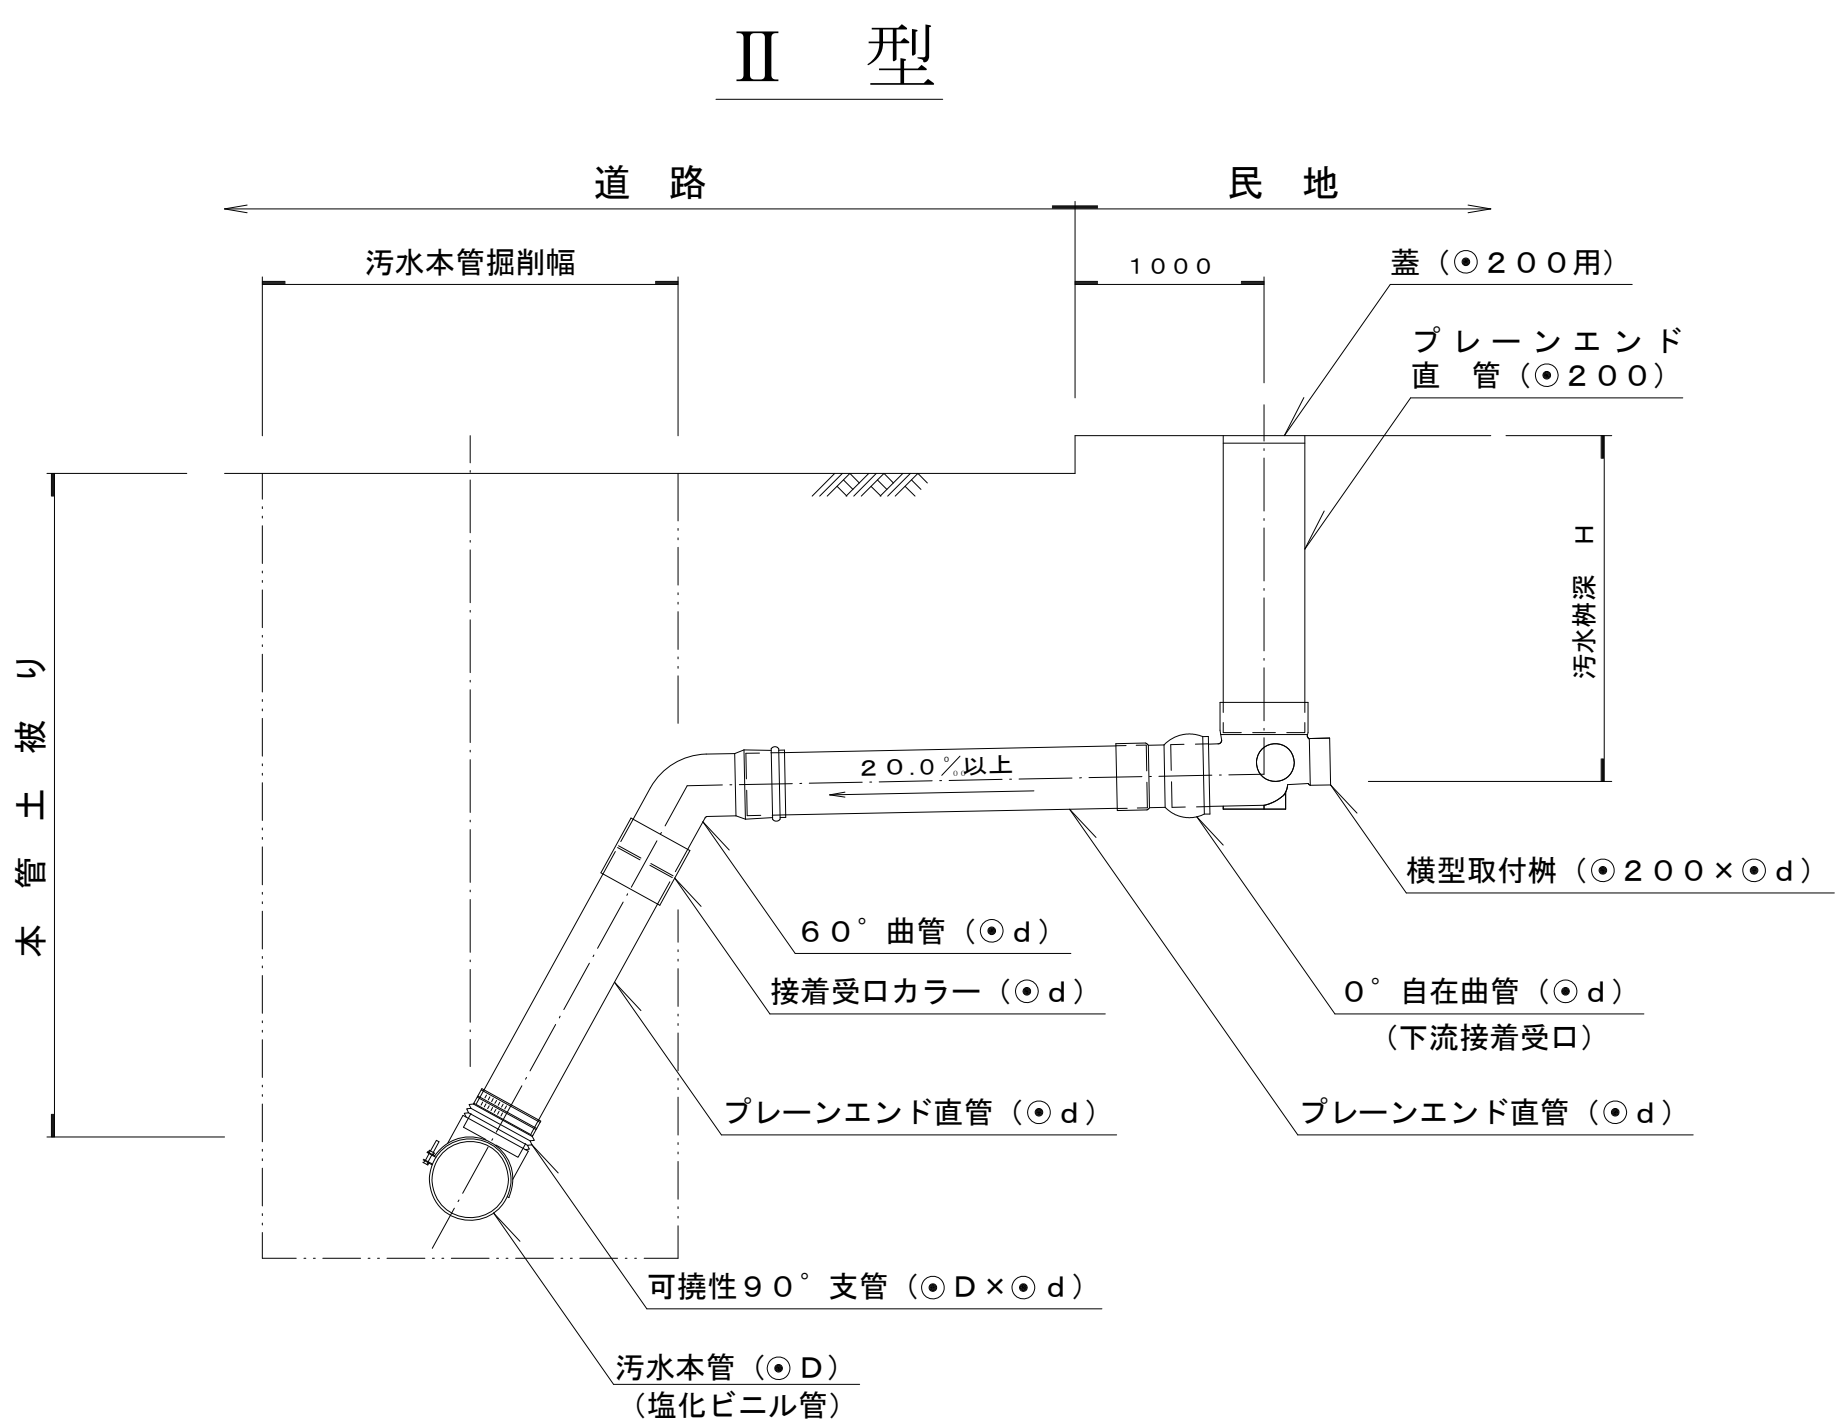 Ⅱ 型
道 路
民 地
汚水本管掘削幅
1000
蓋（⦿200用）
プレーンエンド
直 管（⦿200）
汚水桝深 H
本管土被り
20.0‰以上
横型取付桝（⦿200×⦿d）
60°曲管（⦿d）
接着受口カラー（⦿d）
0°自在曲管（⦿d）
（下流接着受口）
プレーンエンド直管（⦿d）
プレーンエンド直管（⦿d）
可撓性90°支管（⦿D×⦿d）
汚水本管（⦿D）
（塩化ビニル管）